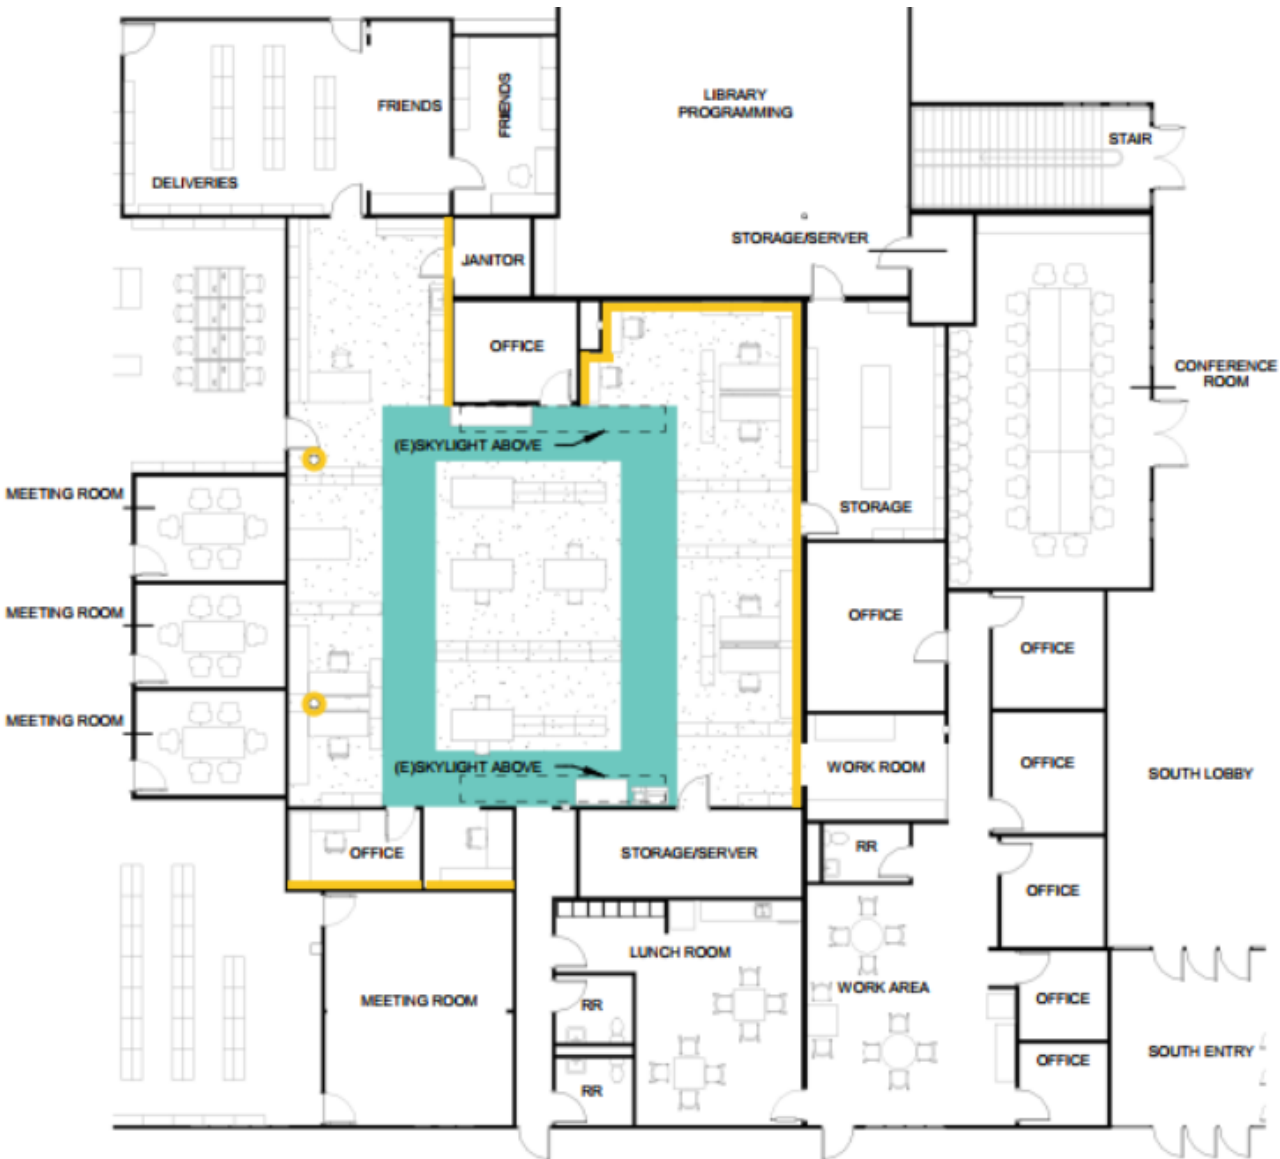 LIBRARY
PROGRAMMING
FRIENDS
FRIENDS
STAIR
DELIVERIES
STORAGE/SERVER
JANITOR
OFFICE
CONFERENCE
ROOM
(E)SKYLIGHT ABOVE
MEETING ROOM
STORAGE
MEETING ROOM
OFFICE
OFFICE
MEETING ROOM
(E)SKYLIGHT ABOVE
WORK ROOM
OFFICE
SOUTH LOBBY
OFFICE
STORAGE/SERVER
RR
OFFICE
LUNCH ROOM
MEETING ROOM
RR
WORK AREA
OFFICE
SOUTH ENTRY
OFFICE
RR